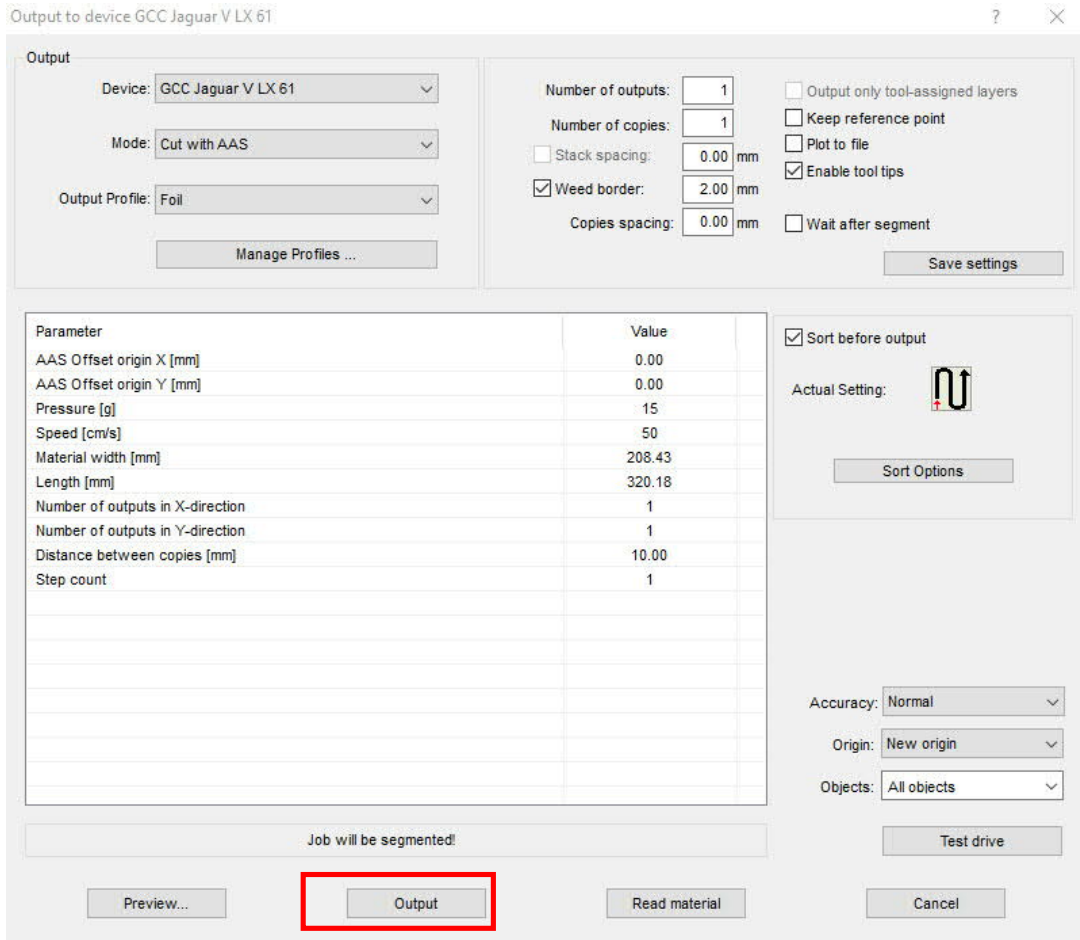 Output to device GCC Jaguar V LX 61
?
Output
Device: GCC Jaguar V LX 61
Mode: Cut with AAS
Output Profile: Foil
Manage Profiles ...
Number of outputs: 1
Number of copies: 1
Stack spacing: 0.00 mm
Weed border: 2.00 mm
Copies spacing: 0.00 mm
Output only tool-assigned layers
Keep reference point
Plot to file
Enable tool tips
Wait after segment
Save settings
Parameter Value
AAS Offset origin X [mm] 0.00
AAS Offset origin Y [mm] 0.00
Pressure [g] 15
Speed [cm/s] 50
Material width [mm] 208.43
Length [mm] 320.18
Number of outputs in X-direction 1
Number of outputs in Y-direction 1
Distance between copies [mm] 10.00
Step count 1
Sort before output
Actual Setting:
Sort Options
Accuracy: Normal
Origin: New origin
Objects: All objects
Job will be segmented!
Test drive
Preview... Output Read material Cancel